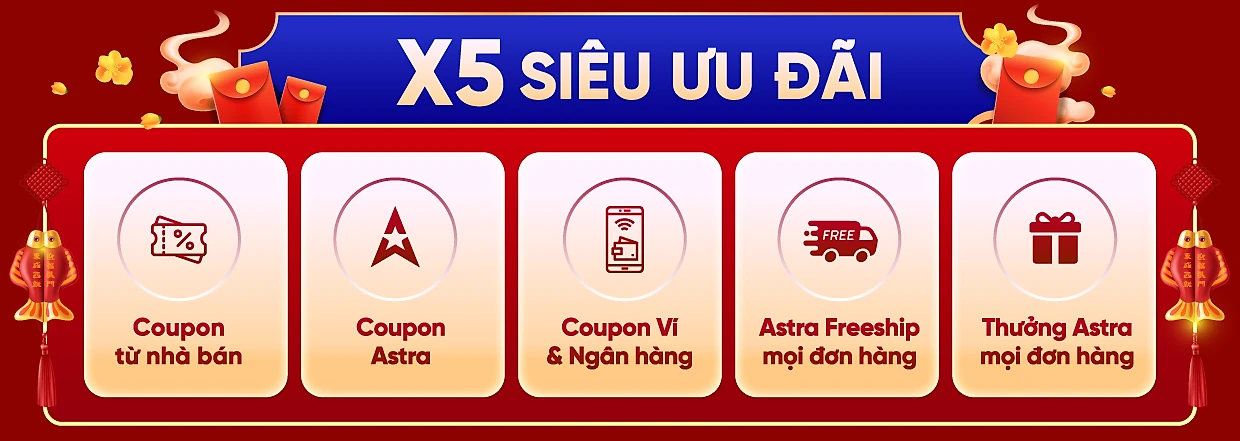 X5 SIÊU ƯU ĐÃI
Coupon
từ nhà bán
Coupon
Astra
Coupon Ví
& Ngân hàng
FREE
Astra Freeship
mọi đơn hàng
Thưởng Astra
mọi đơn hàng